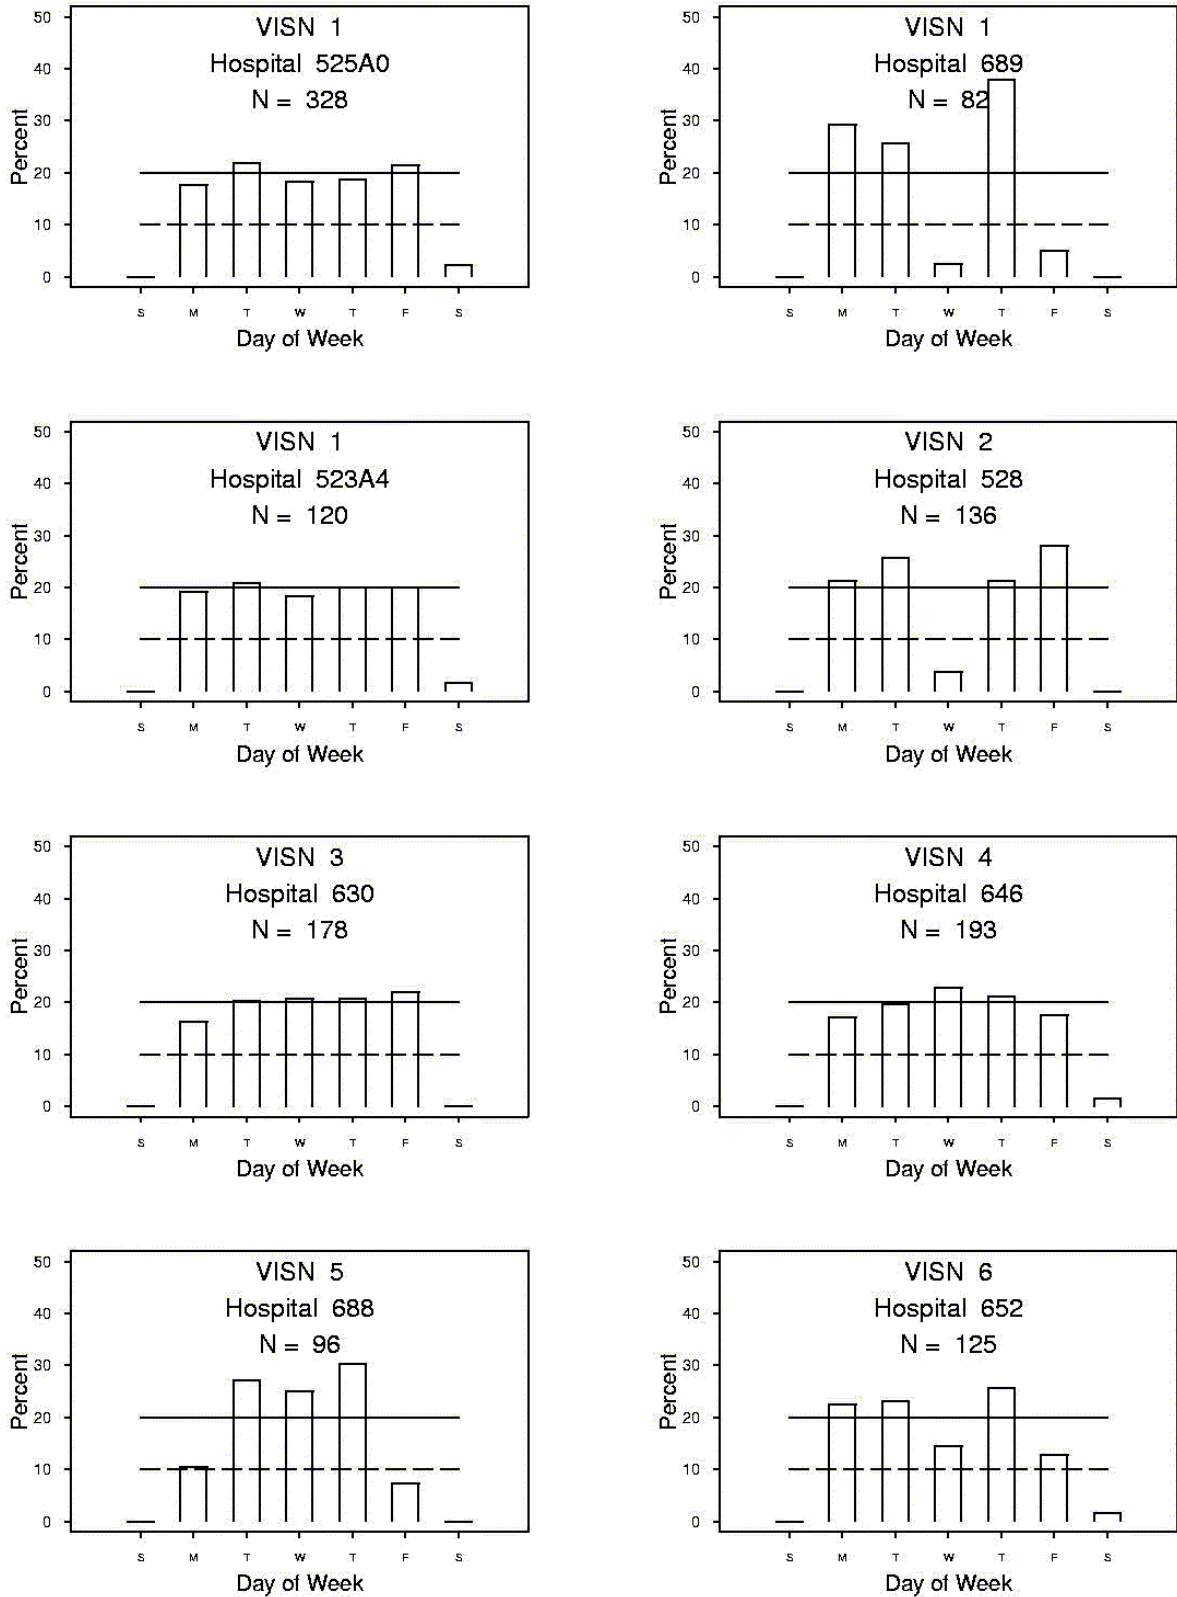 50
40
30
20
10
0
Percent
VISN 1
Hospital 525A0
N = 328
S M T W T F S
Day of Week
50
40
30
20
10
0
Percent
VISN 1
Hospital 689
N = 82
S M T W T F S
Day of Week
50
40
30
20
10
0
Percent
VISN 1
Hospital 523A4
N = 120
S M T W T F S
Day of Week
50
40
30
20
10
0
Percent
VISN 2
Hospital 528
N = 136
S M T W T F S
Day of Week
50
40
30
20
10
0
Percent
VISN 3
Hospital 630
N = 178
S M T W T F S
Day of Week
50
40
30
20
10
0
Percent
VISN 4
Hospital 646
N = 193
S M T W T F S
Day of Week
50
40
30
20
10
0
Percent
VISN 5
Hospital 688
N = 96
S M T W T F S
Day of Week
50
40
30
20
10
0
Percent
VISN 6
Hospital 652
N = 125
S M T W T F S
Day of Week